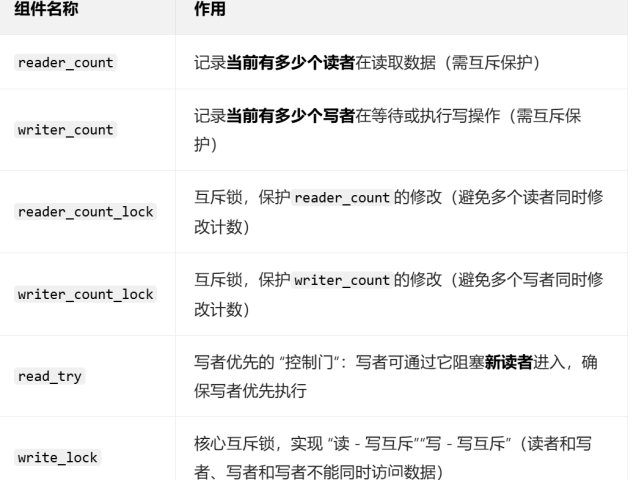 组件名称 作用
reader_count 记录当前有多少个读者在读取数据（需互斥保护）
writer_count 记录当前有多少个写者在等待或执行写操作（需互斥保
护）
reader_count_lock 互斥锁，保护 reader_count 的修改（避免多个读者同时修
改计数）
writer_count_lock 互斥锁，保护 writer_count 的修改（避免多个写者同时修
改计数）
read_try 写者优先的 “控制门”：写者可通过它阻塞新读者进入，确
保写者优先执行
write_lock 核心互斥锁，实现 “读 - 写互斥”“写 - 写互斥”（读者和写
者、写者和写者不能同时访问数据）